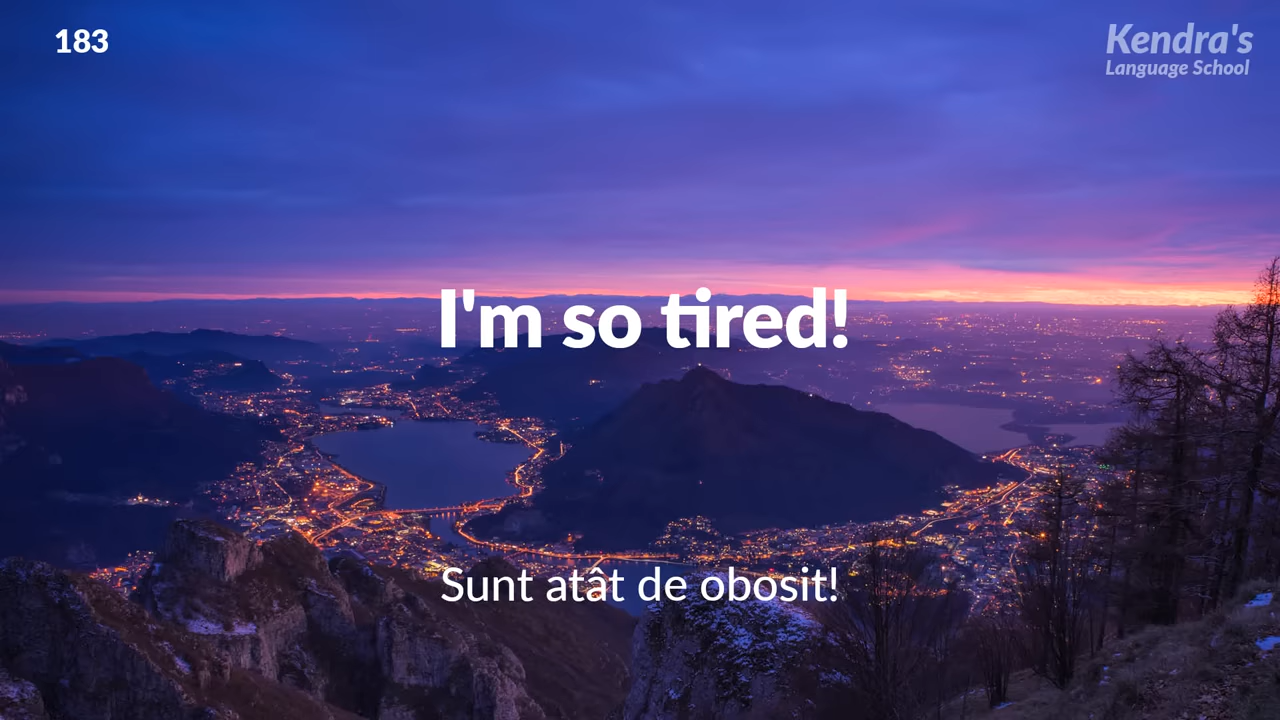 183
Kendra's
Language School
I'm so tired!
Sunt atât de obosit!